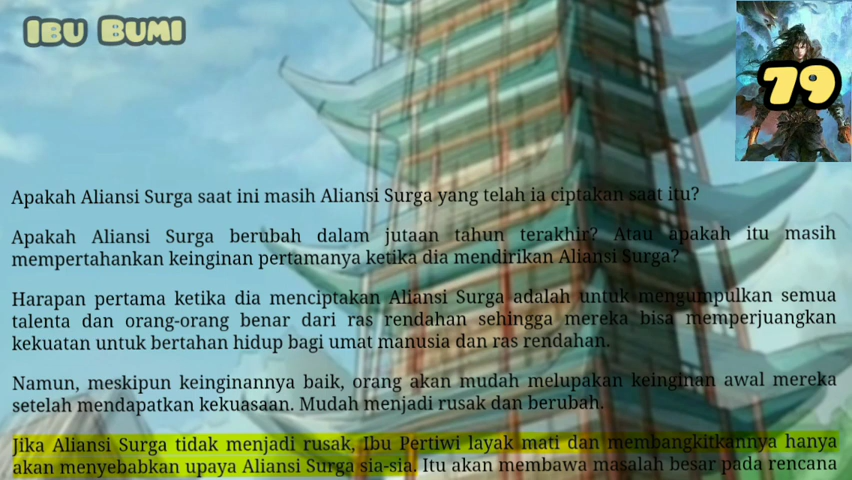 Ibu Bumi
79
Apakah Aliansi Surga saat ini masih Aliansi Surga yang telah ia ciptakan saat itu?
Apakah Aliansi Surga berubah dalam jutaan tahun terakhir? Atau apakah itu masih
mempertahankan keinginan pertamanya ketika dia mendirikan Aliansi Surga?
Harapan pertama ketika dia menciptakan Aliansi Surga adalah untuk mengumpulkan semua
talenta dan orang-orang benar dari ras rendahan sehingga mereka bisa memperjuangkan
kekuatan untuk bertahan hidup bagi umat manusia dan ras rendahan.
Namun, meskipun keinginannya baik, orang akan mudah melupakan keinginan awal mereka
setelah mendapatkan kekuasaan. Mudah menjadi rusak dan berubah.
Jika Aliansi Surga tidak menjadi rusak, Ibu Pertiwi layak mati dan membangkitkannya hanya
akan menyebabkan upaya Aliansi Surga sia-sia. Itu akan membawa masalah besar pada rencana